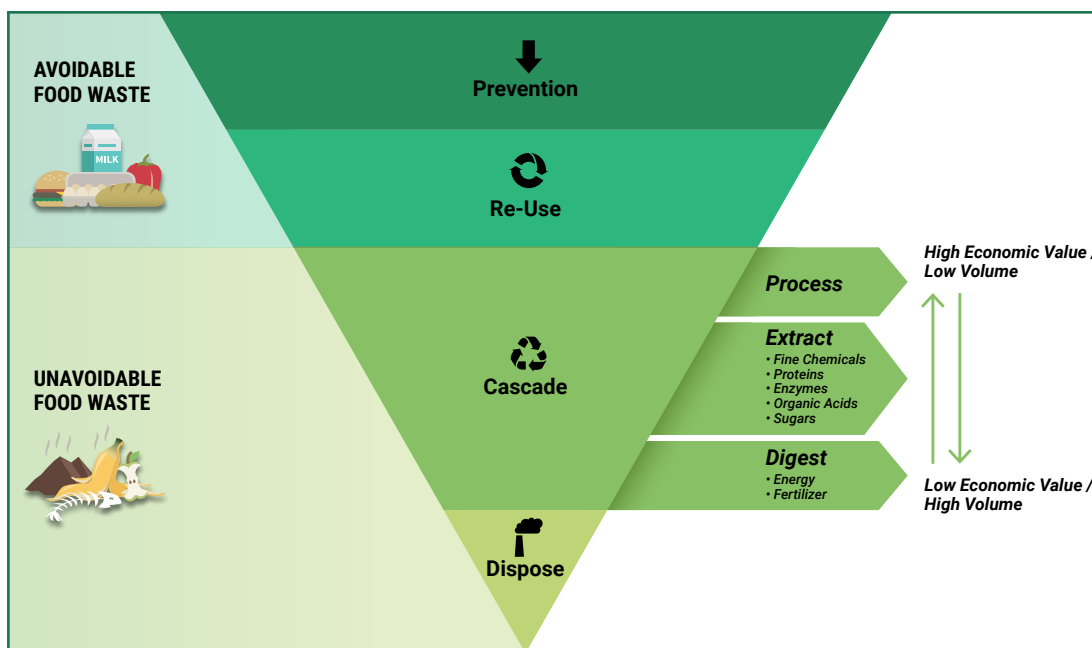 AVOIDABLE
FOOD WASTE
MILK
Prevention
Re-Use
UNAVOIDABLE
FOOD WASTE
Cascade
Dispose
Process
Extract
• Fine Chemicals
• Proteins
• Enzymes
• Organic Acids
• Sugars
Digest
• Energy
• Fertilizer
High Economic Value /
Low Volume
Low Economic Value /
High Volume